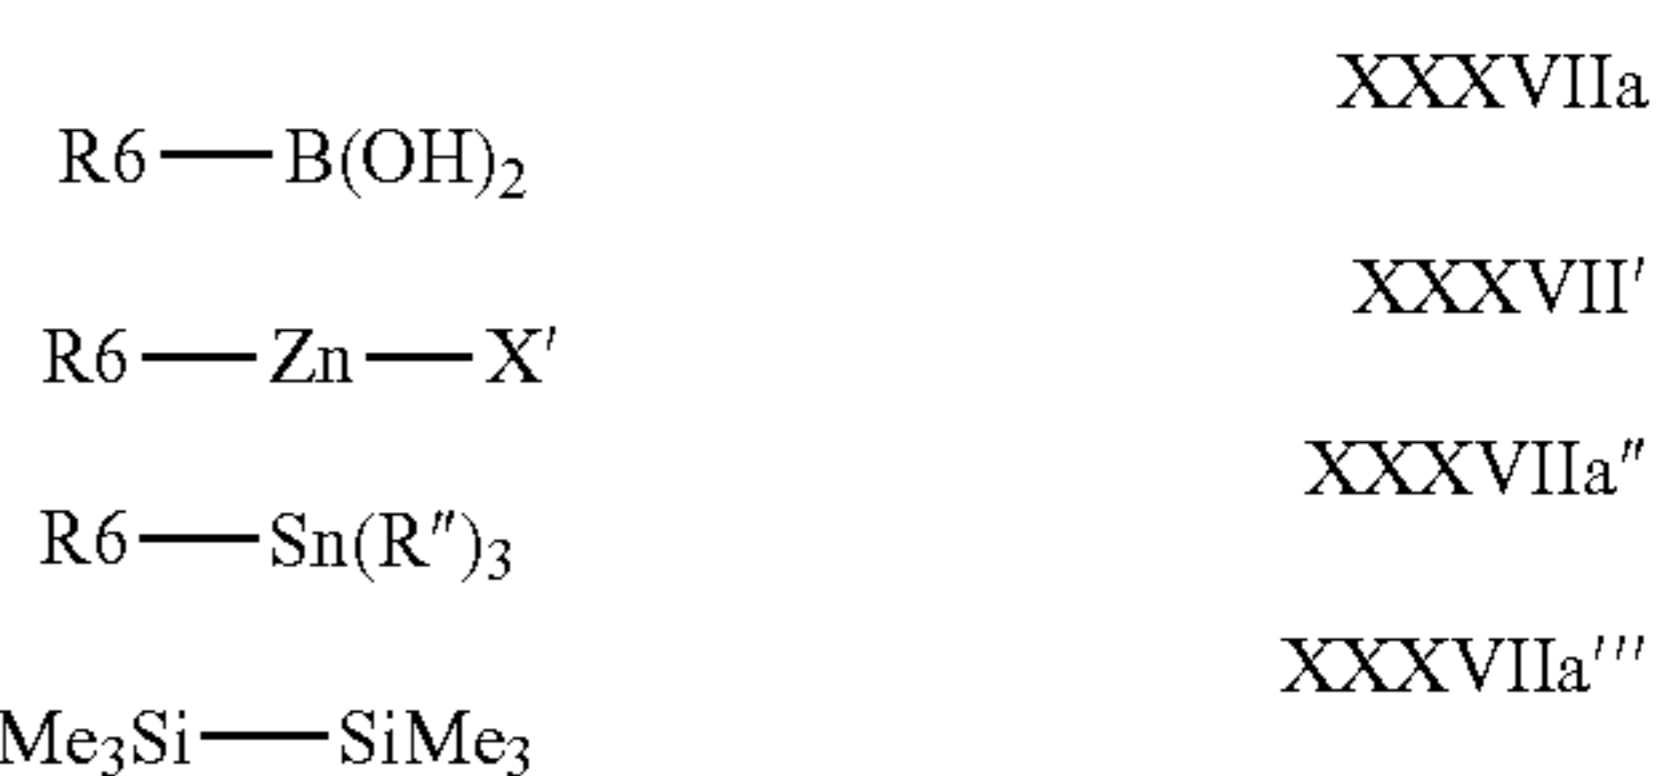 XXXVIIa
R6—B(OH)₂
XXXVII′
R6—Zn—X′
XXXVIIa″
R6—Sn(R″)₃
XXXVIIa‴
Me₃Si—SiMe₃